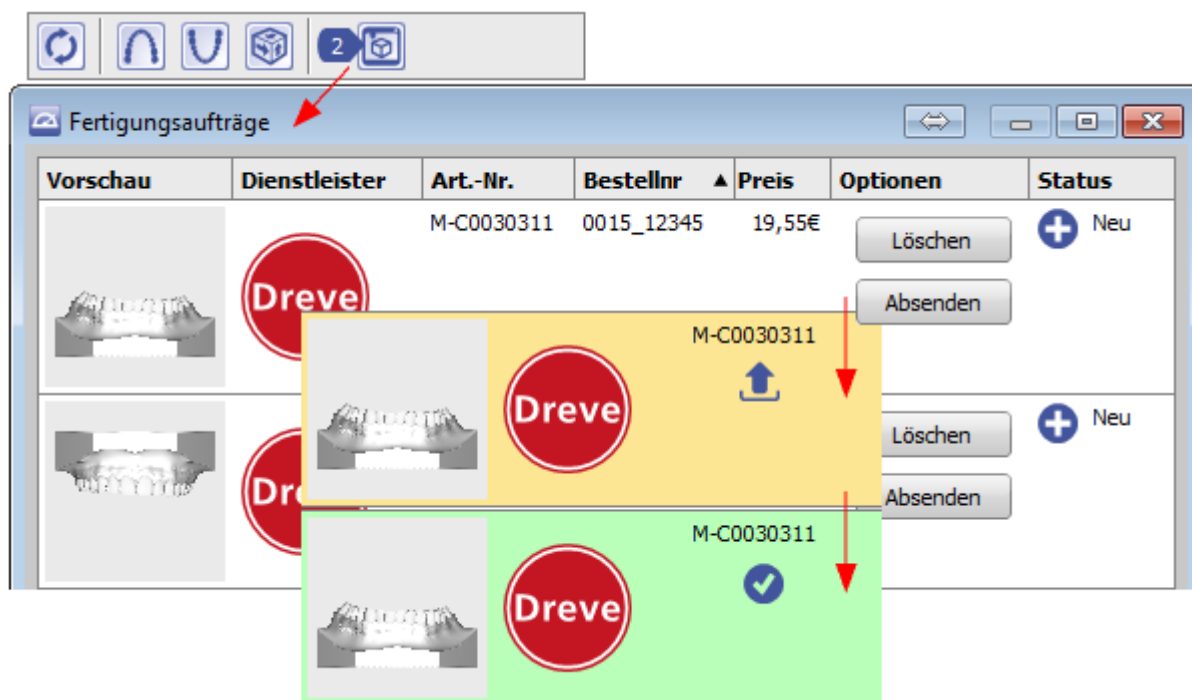 2
Fertigungsaufträge
Vorschau Dienstleister Art.-Nr. Bestellnr Preis Optionen Status
M-C0030311 0015_12345 19,55€ Löschen Neu
Dreve
Absenden
M-C0030311
Dreve
Löschen Neu
Dr
Absenden
M-C0030311
Dreve